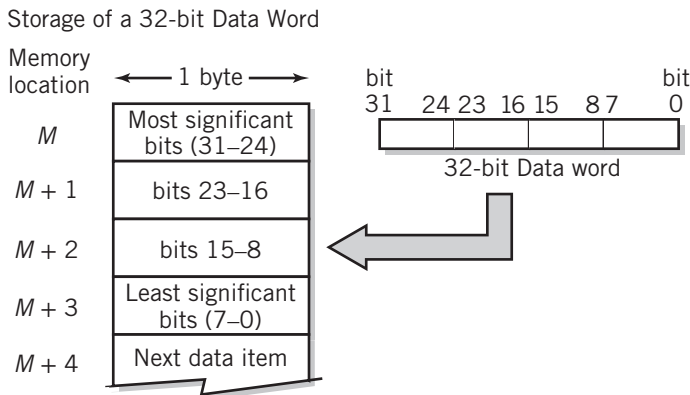 Storage of a 32-bit Data Word
Memory
location
1 byte
M
Most significant
bits (31–24)
M + 1
bits 23–16
M + 2
bits 15–8
M + 3
Least significant
bits (7–0)
M + 4
Next data item
bit
31
24 23
16 15
8 7
bit
0
32-bit Data word